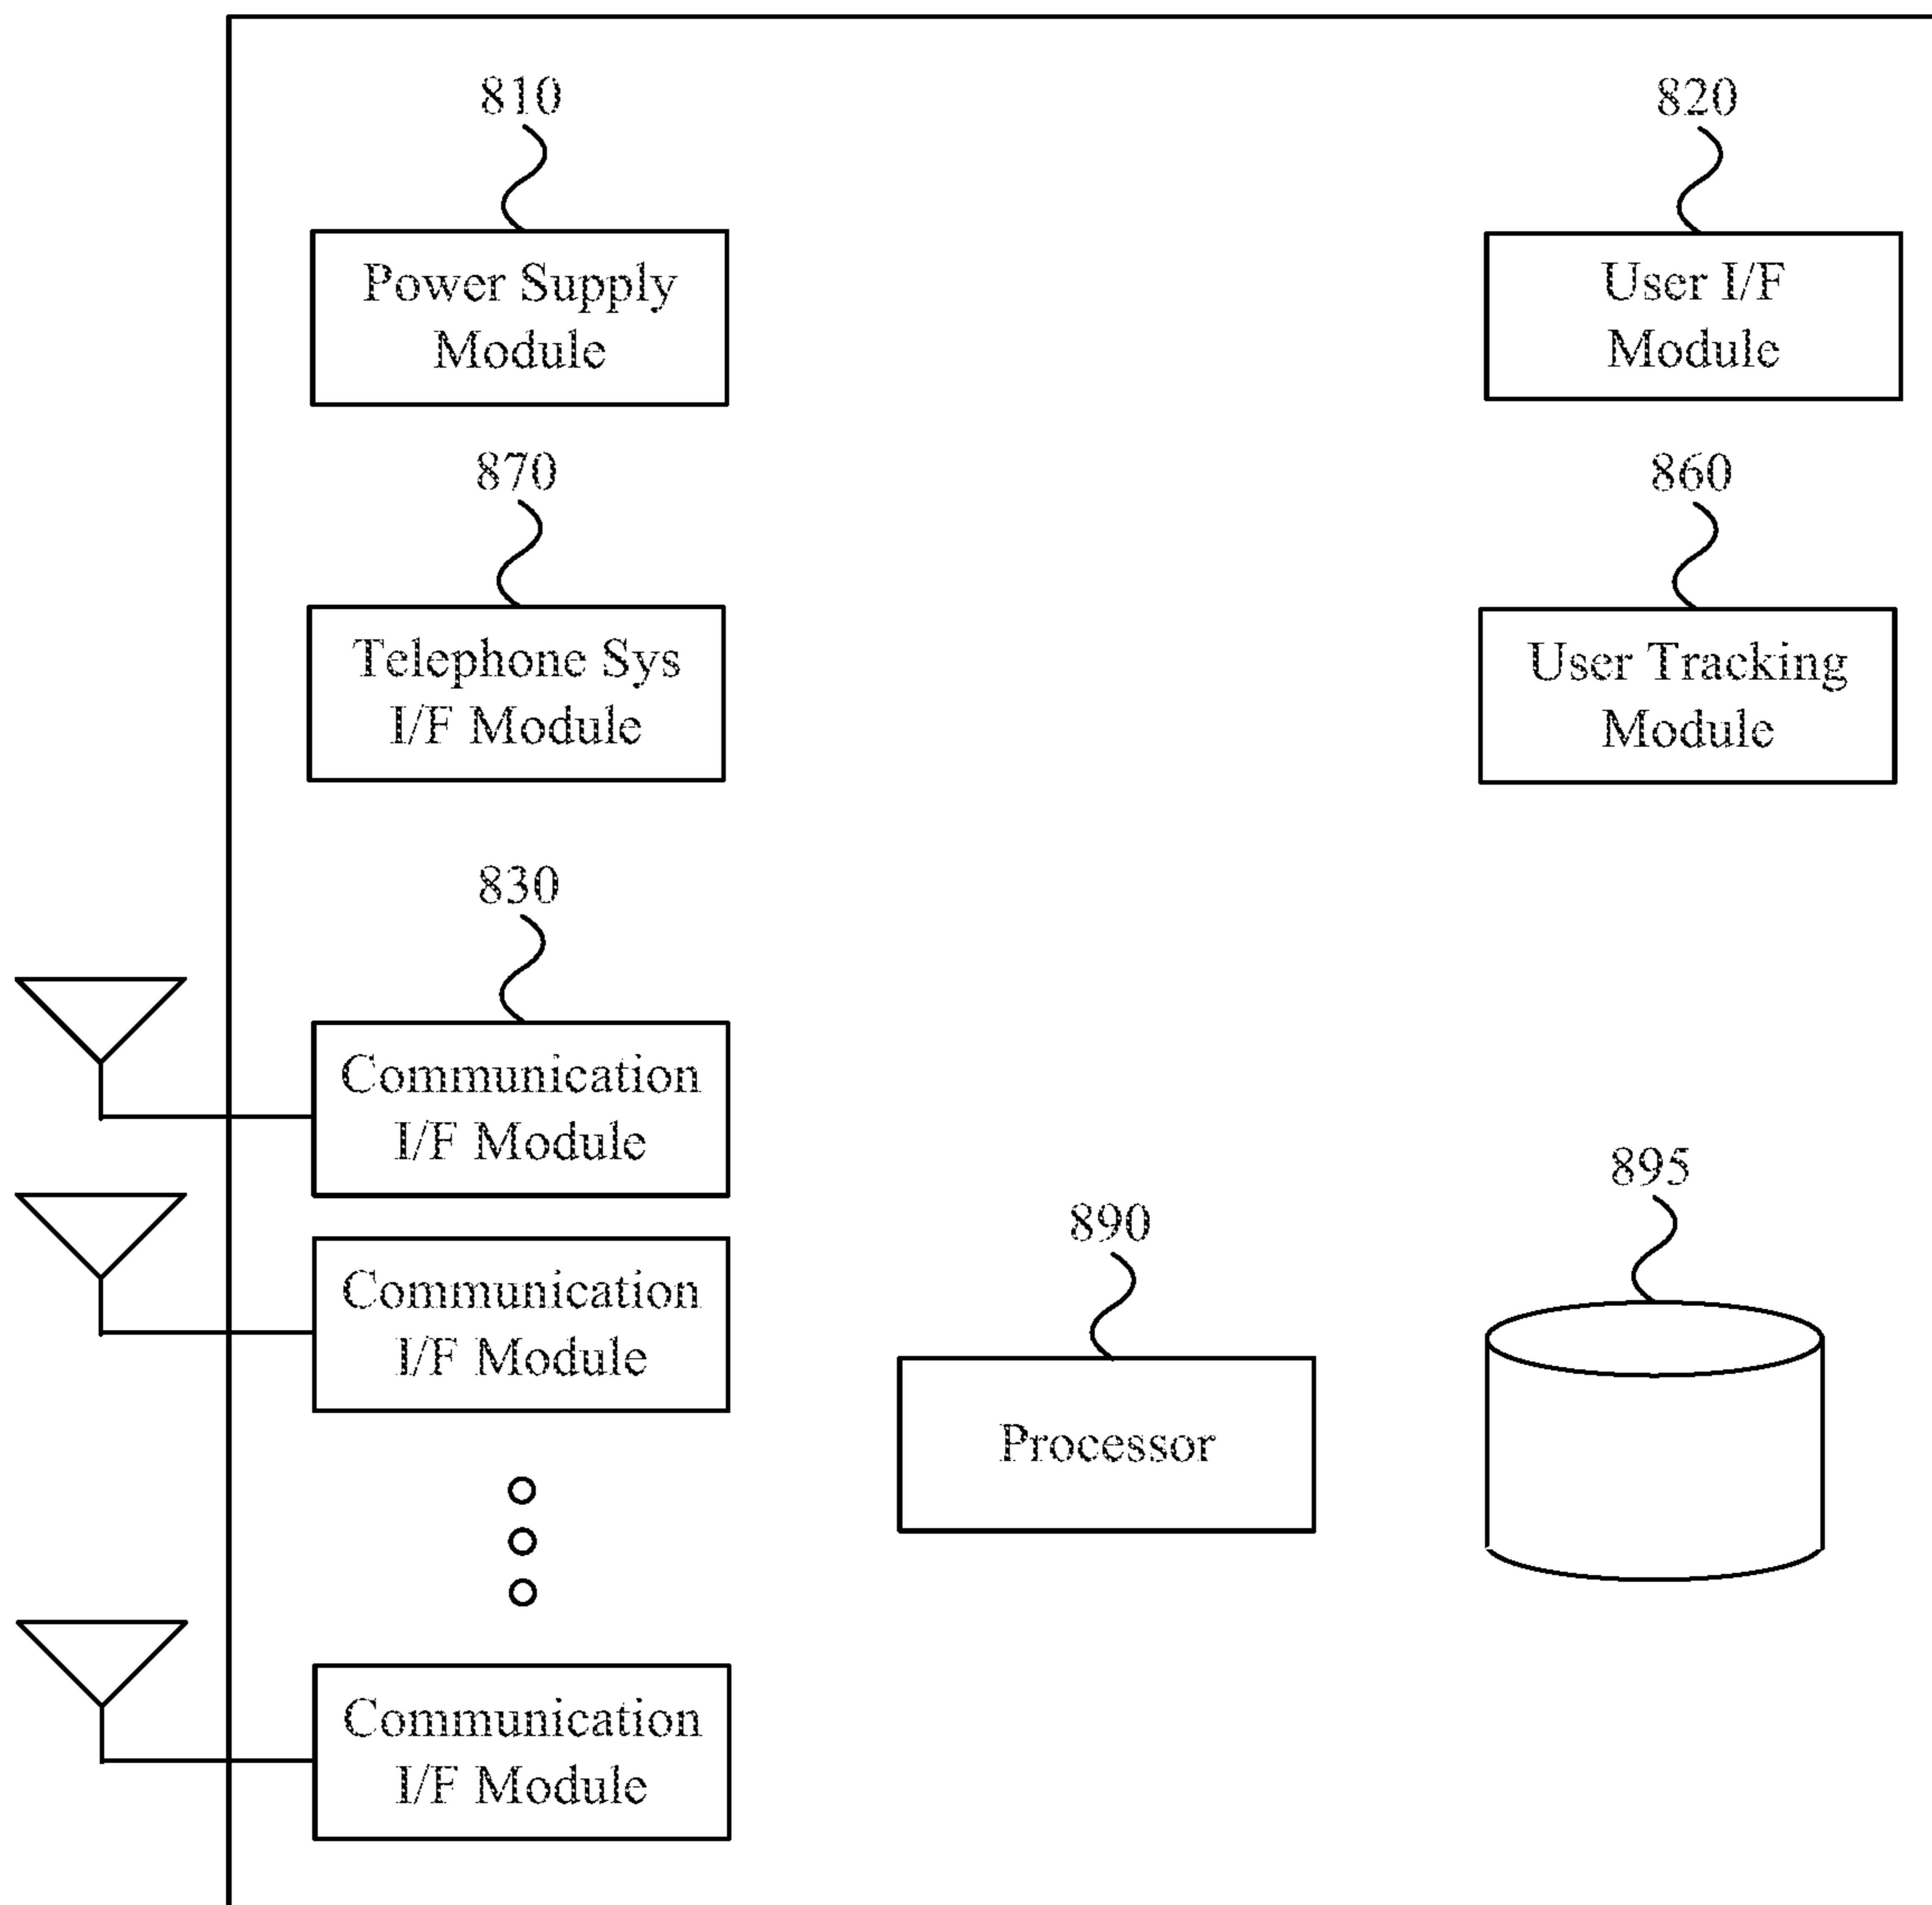 810
Power Supply
Module
820
User I/F
Module
870
Telephone Sys
I/F Module
860
User Tracking
Module
830
Communication
I/F Module
Communication
I/F Module
Communication
I/F Module
890
Processor
895